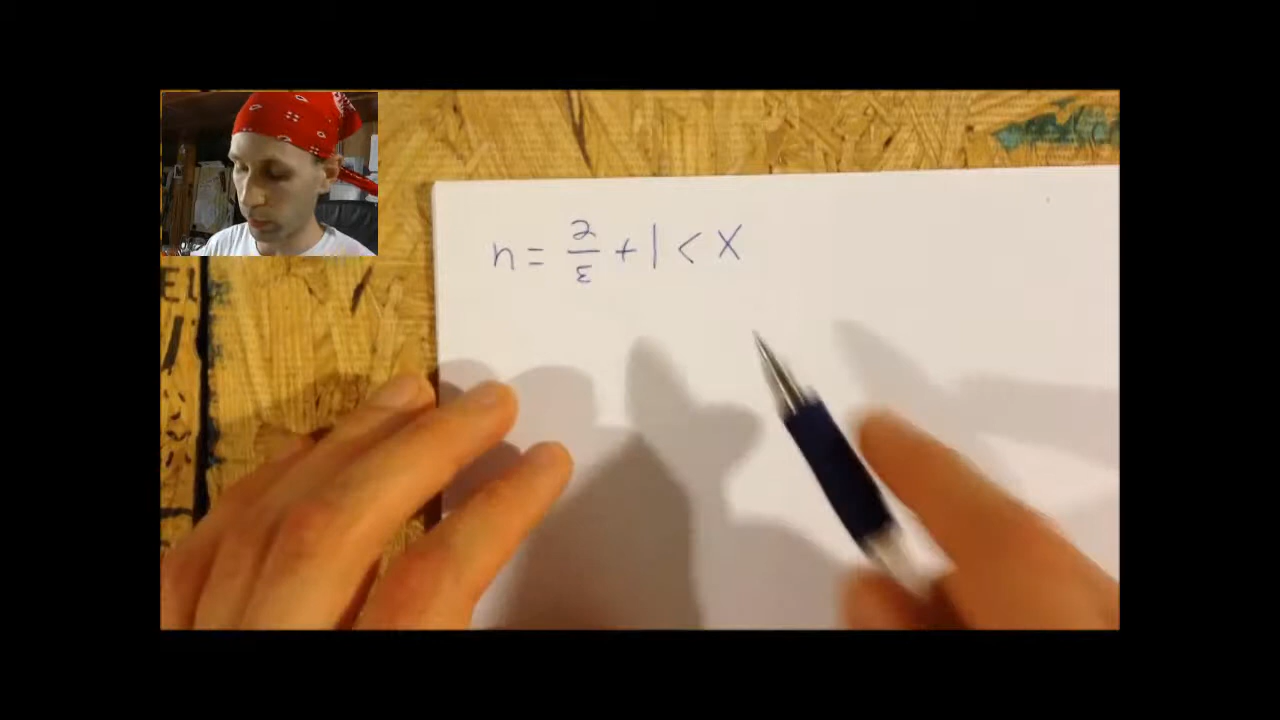 n = 2/ε + 1 < X